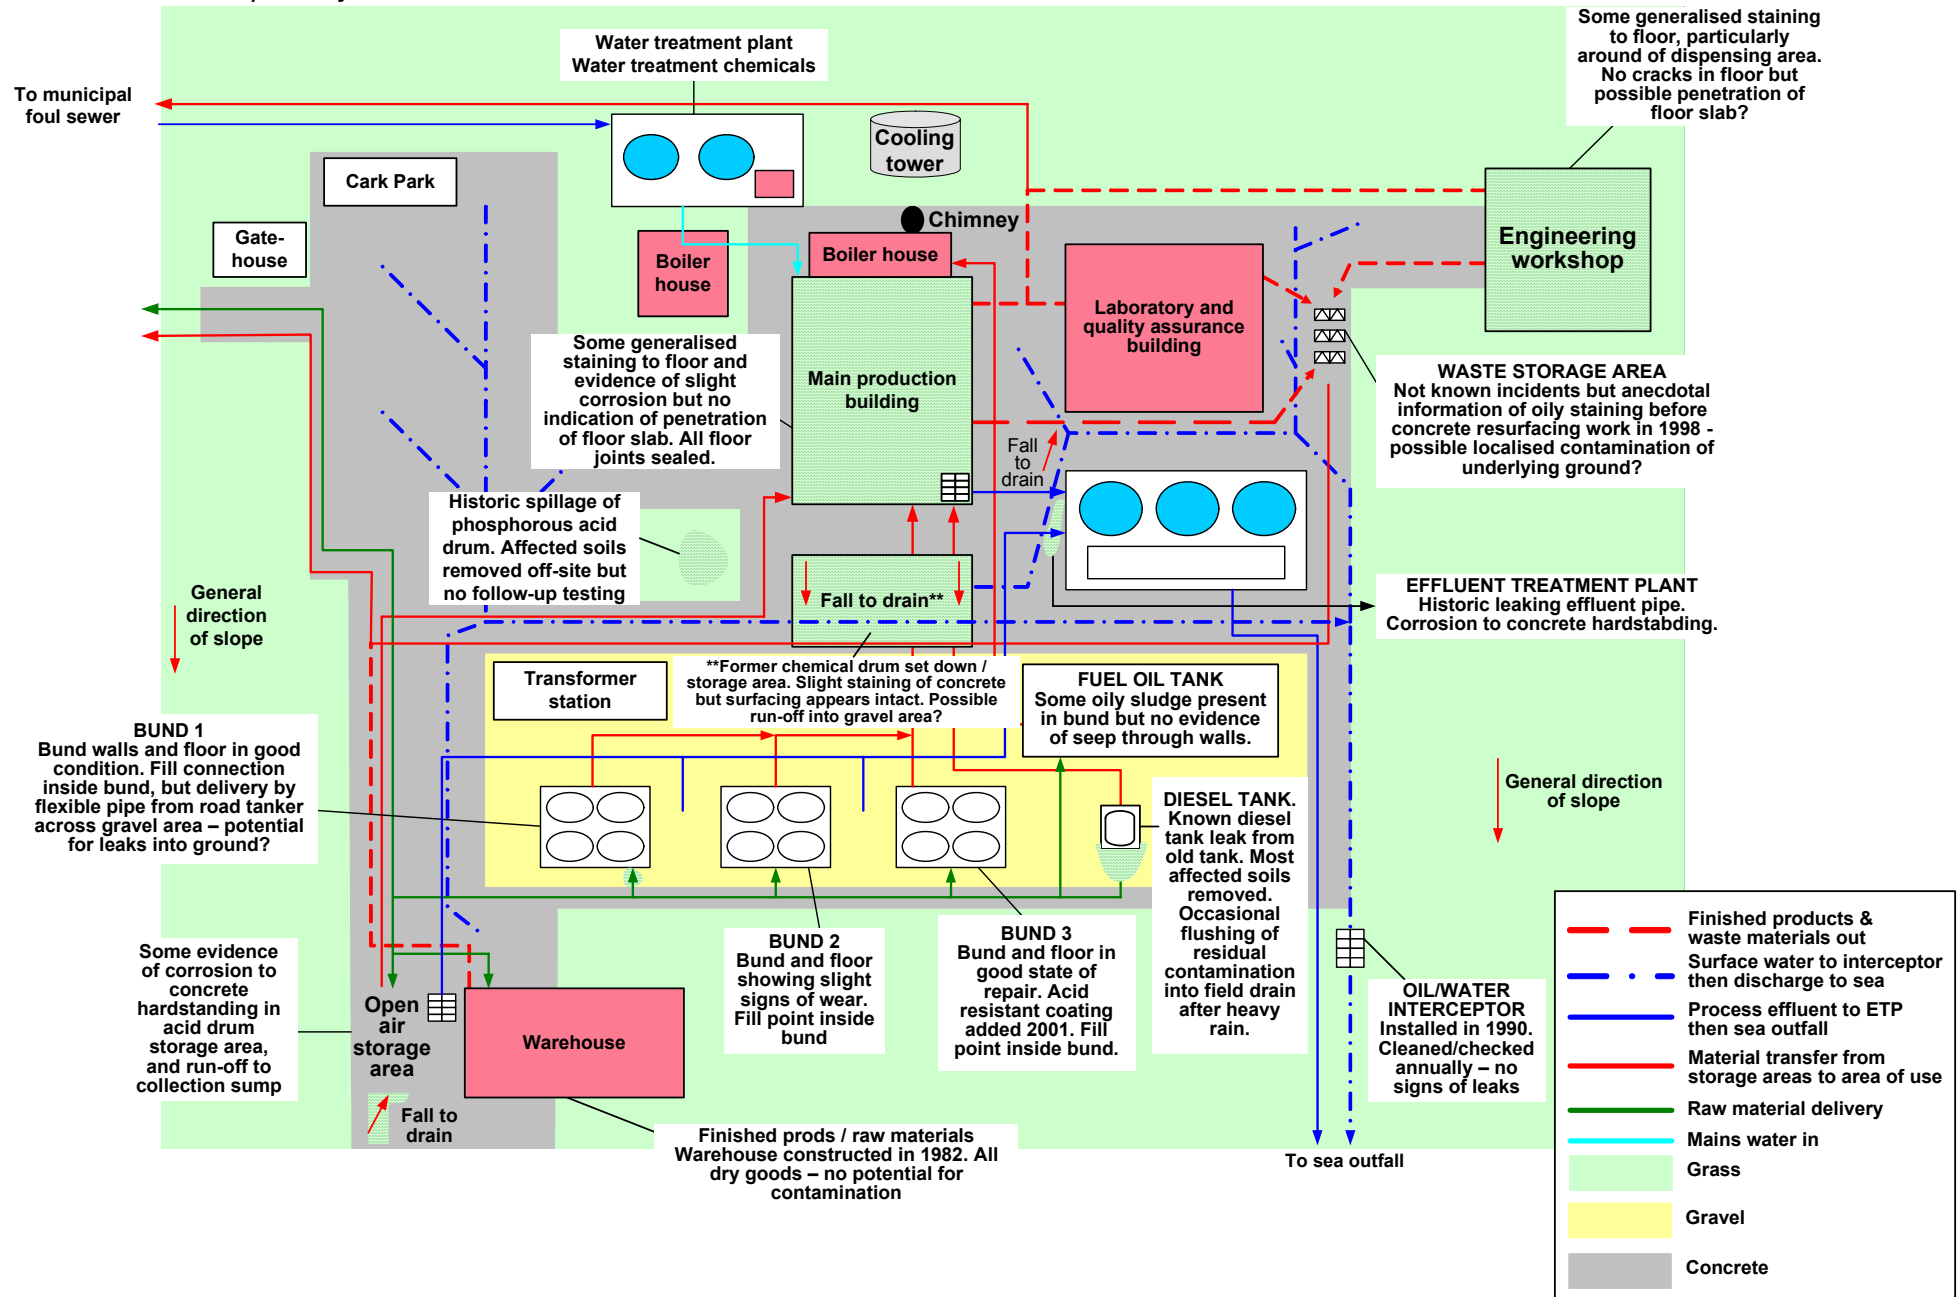 To municipal
foul sewer
Water treatment plant
Water treatment chemicals
Some generalised staining
to floor, particularly
around of dispensing area.
No cracks in floor but
possible penetration of
floor slab?
Cark Park
Cooling
tower
Gate-
house
Chimney
Boiler
house
Boiler house
Engineering
workshop
Laboratory and
quality assurance
building
Some generalised
staining to floor and
evidence of slight
corrosion but no
indication of penetration
of floor slab. All floor
joints sealed.
Main production
building
WASTE STORAGE AREA
Not known incidents but anecdotal
information of oily staining before
concrete resurfacing work in 1998 -
possible localised contamination of
underlying ground?
Fall
to
drain
Historic spillage of
phosphorous acid
drum. Affected soils
removed off-site but
no follow-up testing
General
direction
of slope
Fall to drain**
EFFLUENT TREATMENT PLANT
Historic leaking effluent pipe.
Corrosion to concrete hardstabding.
Transformer
station
**Former chemical drum set down /
storage area. Slight staining of concrete
but surfacing appears intact. Possible
run-off into gravel area?
FUEL OIL TANK
Some oily sludge present
in bund but no evidence
of seep through walls.
BUND 1
Bund walls and floor in good
condition. Fill connection
inside bund, but delivery by
flexible pipe from road tanker
across gravel area – potential
for leaks into ground?
General direction
of slope
DIESEL TANK.
Known diesel
tank leak from
old tank. Most
affected soils
removed.
Occasional
flushing of
residual
contamination
into field drain
after heavy
rain.
BUND 2
Bund and floor
showing slight
signs of wear.
Fill point inside
bund
BUND 3
Bund and floor in
good state of
repair. Acid
resistant coating
added 2001. Fill
point inside bund.
Some evidence
of corrosion to
concrete
hardstanding in
acid drum
storage area,
and run-off to
collection sump
Open
air
storage
area
Warehouse
Fall to
drain
OIL/WATER
INTERCEPTOR
Installed in 1990.
Cleaned/checked
annually – no
signs of leaks
Finished prods / raw materials
Warehouse constructed in 1982. All
dry goods – no potential for
contamination
To sea outfall
Finished products &
waste materials out
Surface water to interceptor
then discharge to sea
Process effluent to ETP
then sea outfall
Material transfer from
storage areas to area of use
Raw material delivery
Mains water in
Grass
Gravel
Concrete